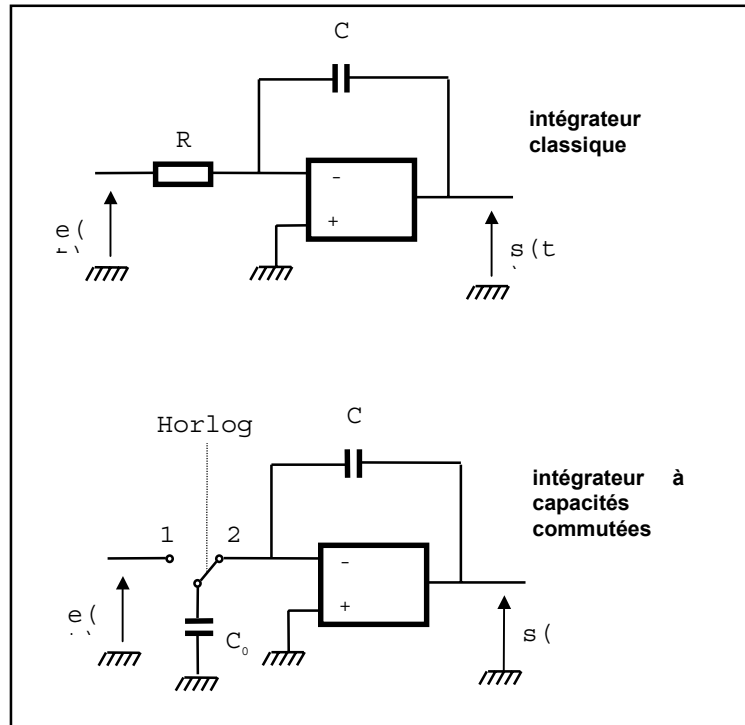 C
intégrateur
classique
R
-
+
e(
s(t
C
Horlog
intégrateur à
capacités
commutées
1 2
-
+
e(
C₀
s(